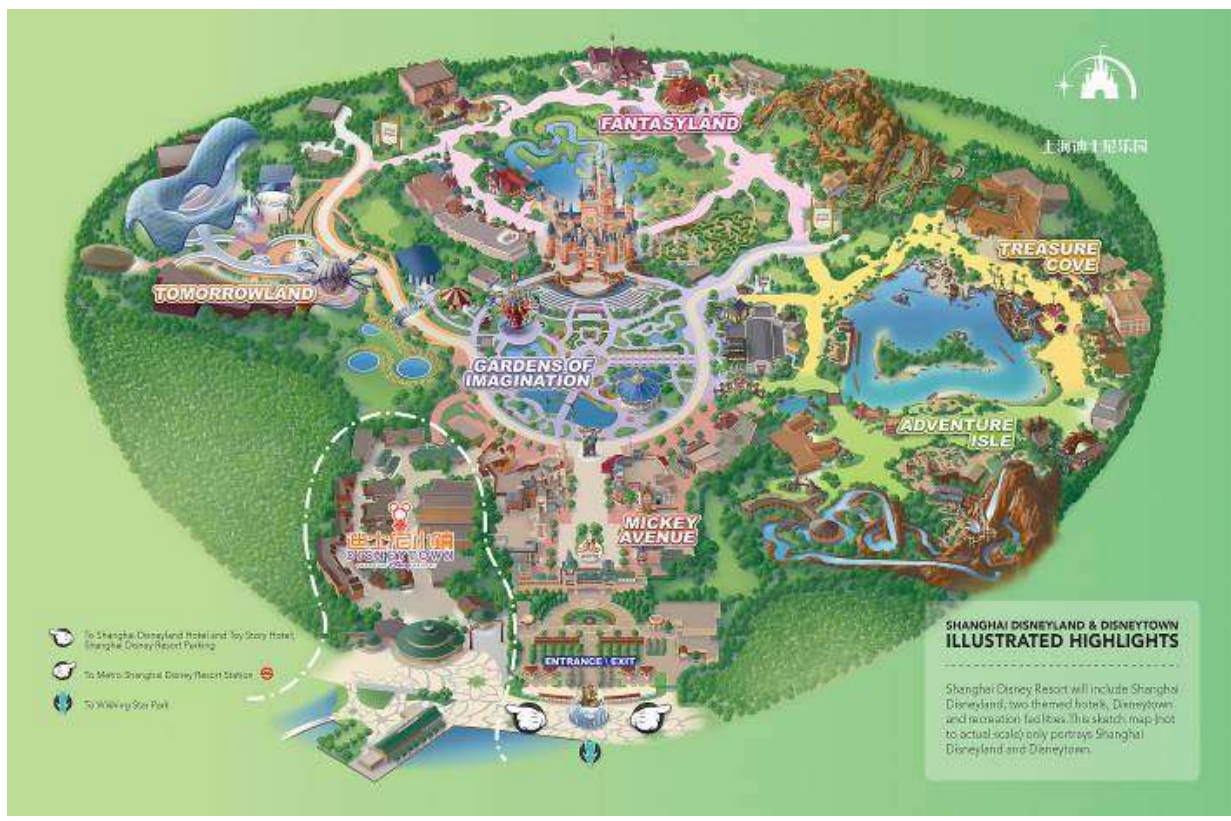 上海迪士尼乐园
FANTASYLAND
TREASURE
COVE
TOMORROWLAND
GARDENS OF
IMAGINATION
ADVENTURE
ISLE
MICKEY
AVENUE
迪士尼小镇
DISNEYTOWN
ENTRANCE \ EXIT
To Shanghai Disneyland Hotel and Toy Story Hotel;
Shanghai Disney Resort Parking
To Metro Shanghai Disney Resort Station
To Wishing Star Park
SHANGHAI DISNEYLAND & DISNEYTOWN
ILLUSTRATED HIGHLIGHTS
Shanghai Disney Resort will include Shanghai
Disneyland, two themed hotels, Disneytown
and recreation facilities. This sketch map (not
to actual scale) only portrays Shanghai
Disneyland and Disneytown.